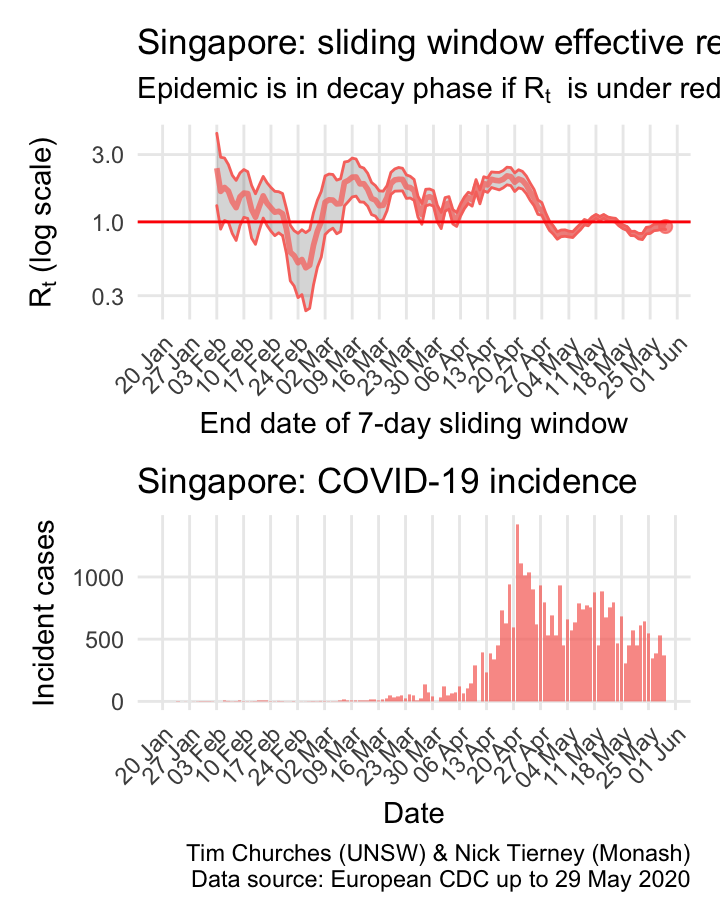 Singapore: sliding window effective re
Epidemic is in decay phase if Rt is under red
Rt (log scale)
3.0
1.0
0.3
20 Jan
27 Jan
03 Feb
10 Feb
17 Feb
24 Feb
02 Mar
09 Mar
16 Mar
23 Mar
30 Mar
06 Apr
13 Apr
20 Apr
27 Apr
04 May
11 May
18 May
25 May
01 Jun
End date of 7-day sliding window
Singapore: COVID-19 incidence
Incident cases
1000
500
0
20 Jan
27 Jan
03 Feb
10 Feb
17 Feb
24 Feb
02 Mar
09 Mar
16 Mar
23 Mar
30 Mar
06 Apr
13 Apr
20 Apr
27 Apr
04 May
11 May
18 May
25 May
01 Jun
Date
Tim Churches (UNSW) & Nick Tierney (Monash)
Data source: European CDC up to 29 May 2020